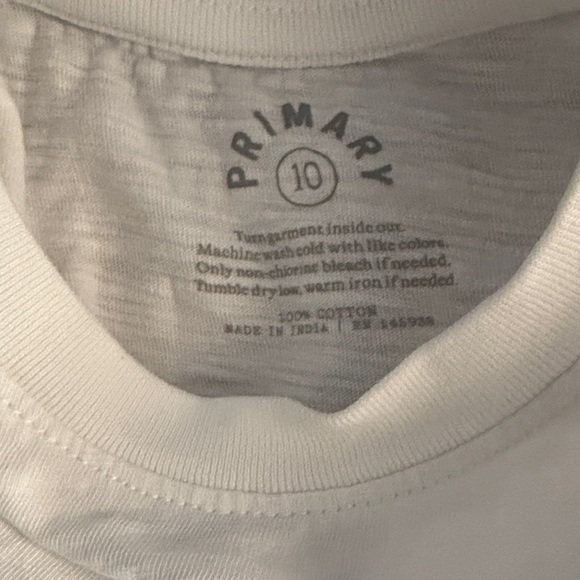 PRIMARY
10
Turn garment inside out.
Machine wash cold with like colors.
Only non-chlorine bleach if needed.
Tumble dry low, warm iron if needed.
100% COTTON
MADE IN INDIA | RN